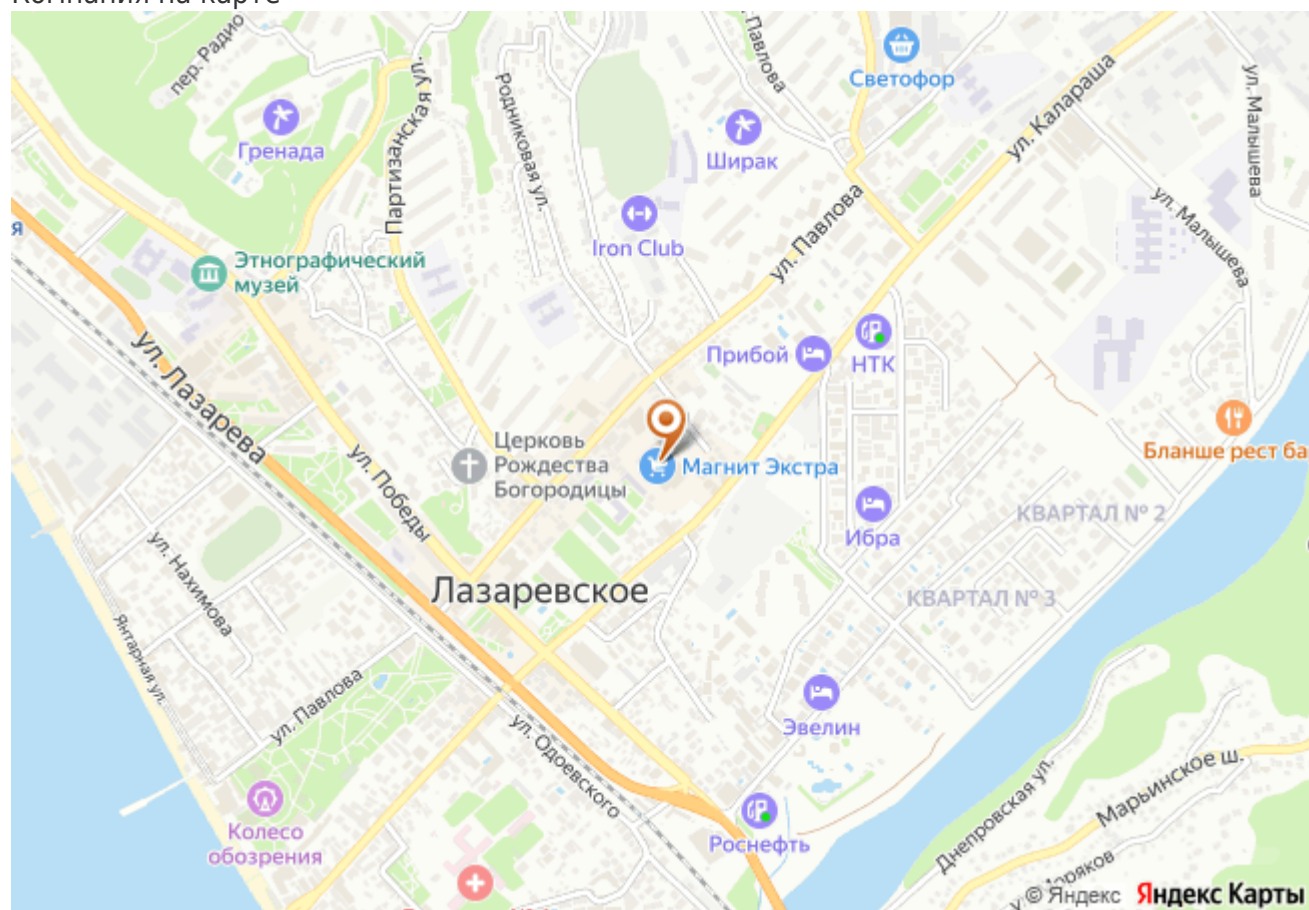 Компания на карте
пер. Радио
Павлова
Светофор
ул. Калараша
ул. Малышева
Гренада
Партизанская ул.
родниковая ул.
Ширак
Iron Club
ул. Павлова
ул. Малышева
я
Этнографический
музей
Прибой
НТК
ул. Лазарева
Церковь
Рождества
Богородицы
Магнит Экстра
Бланше рест ба
ул. Победы
КВАРТАЛ № 2
Ибра
ул. Нахимова
Лазаревское
КВАРТАЛ № 3
Янтарная ул.
ул. Павлова
Эвелин
ул. Одоевского
Колесо
обозрения
Роснефть
Днепровская ул.
Марьинское ш.
© Яндекс Яндекс Карты